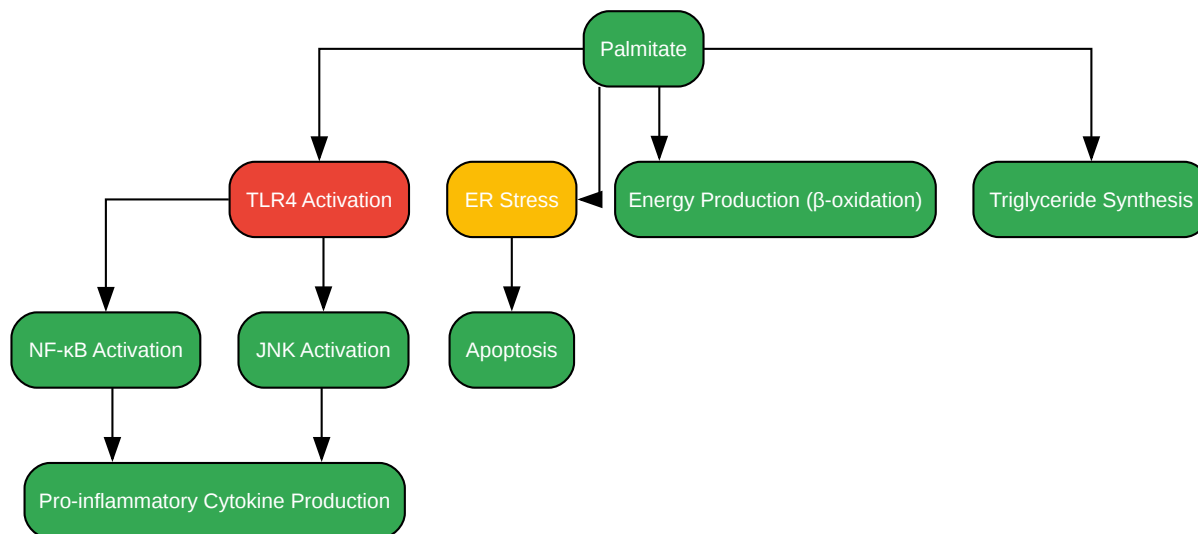 Palmitate
TLR4 Activation
ER Stress
Energy Production (β-oxidation)
Triglyceride Synthesis
NF-κB Activation
JNK Activation
Apoptosis
Pro-inflammatory Cytokine Production